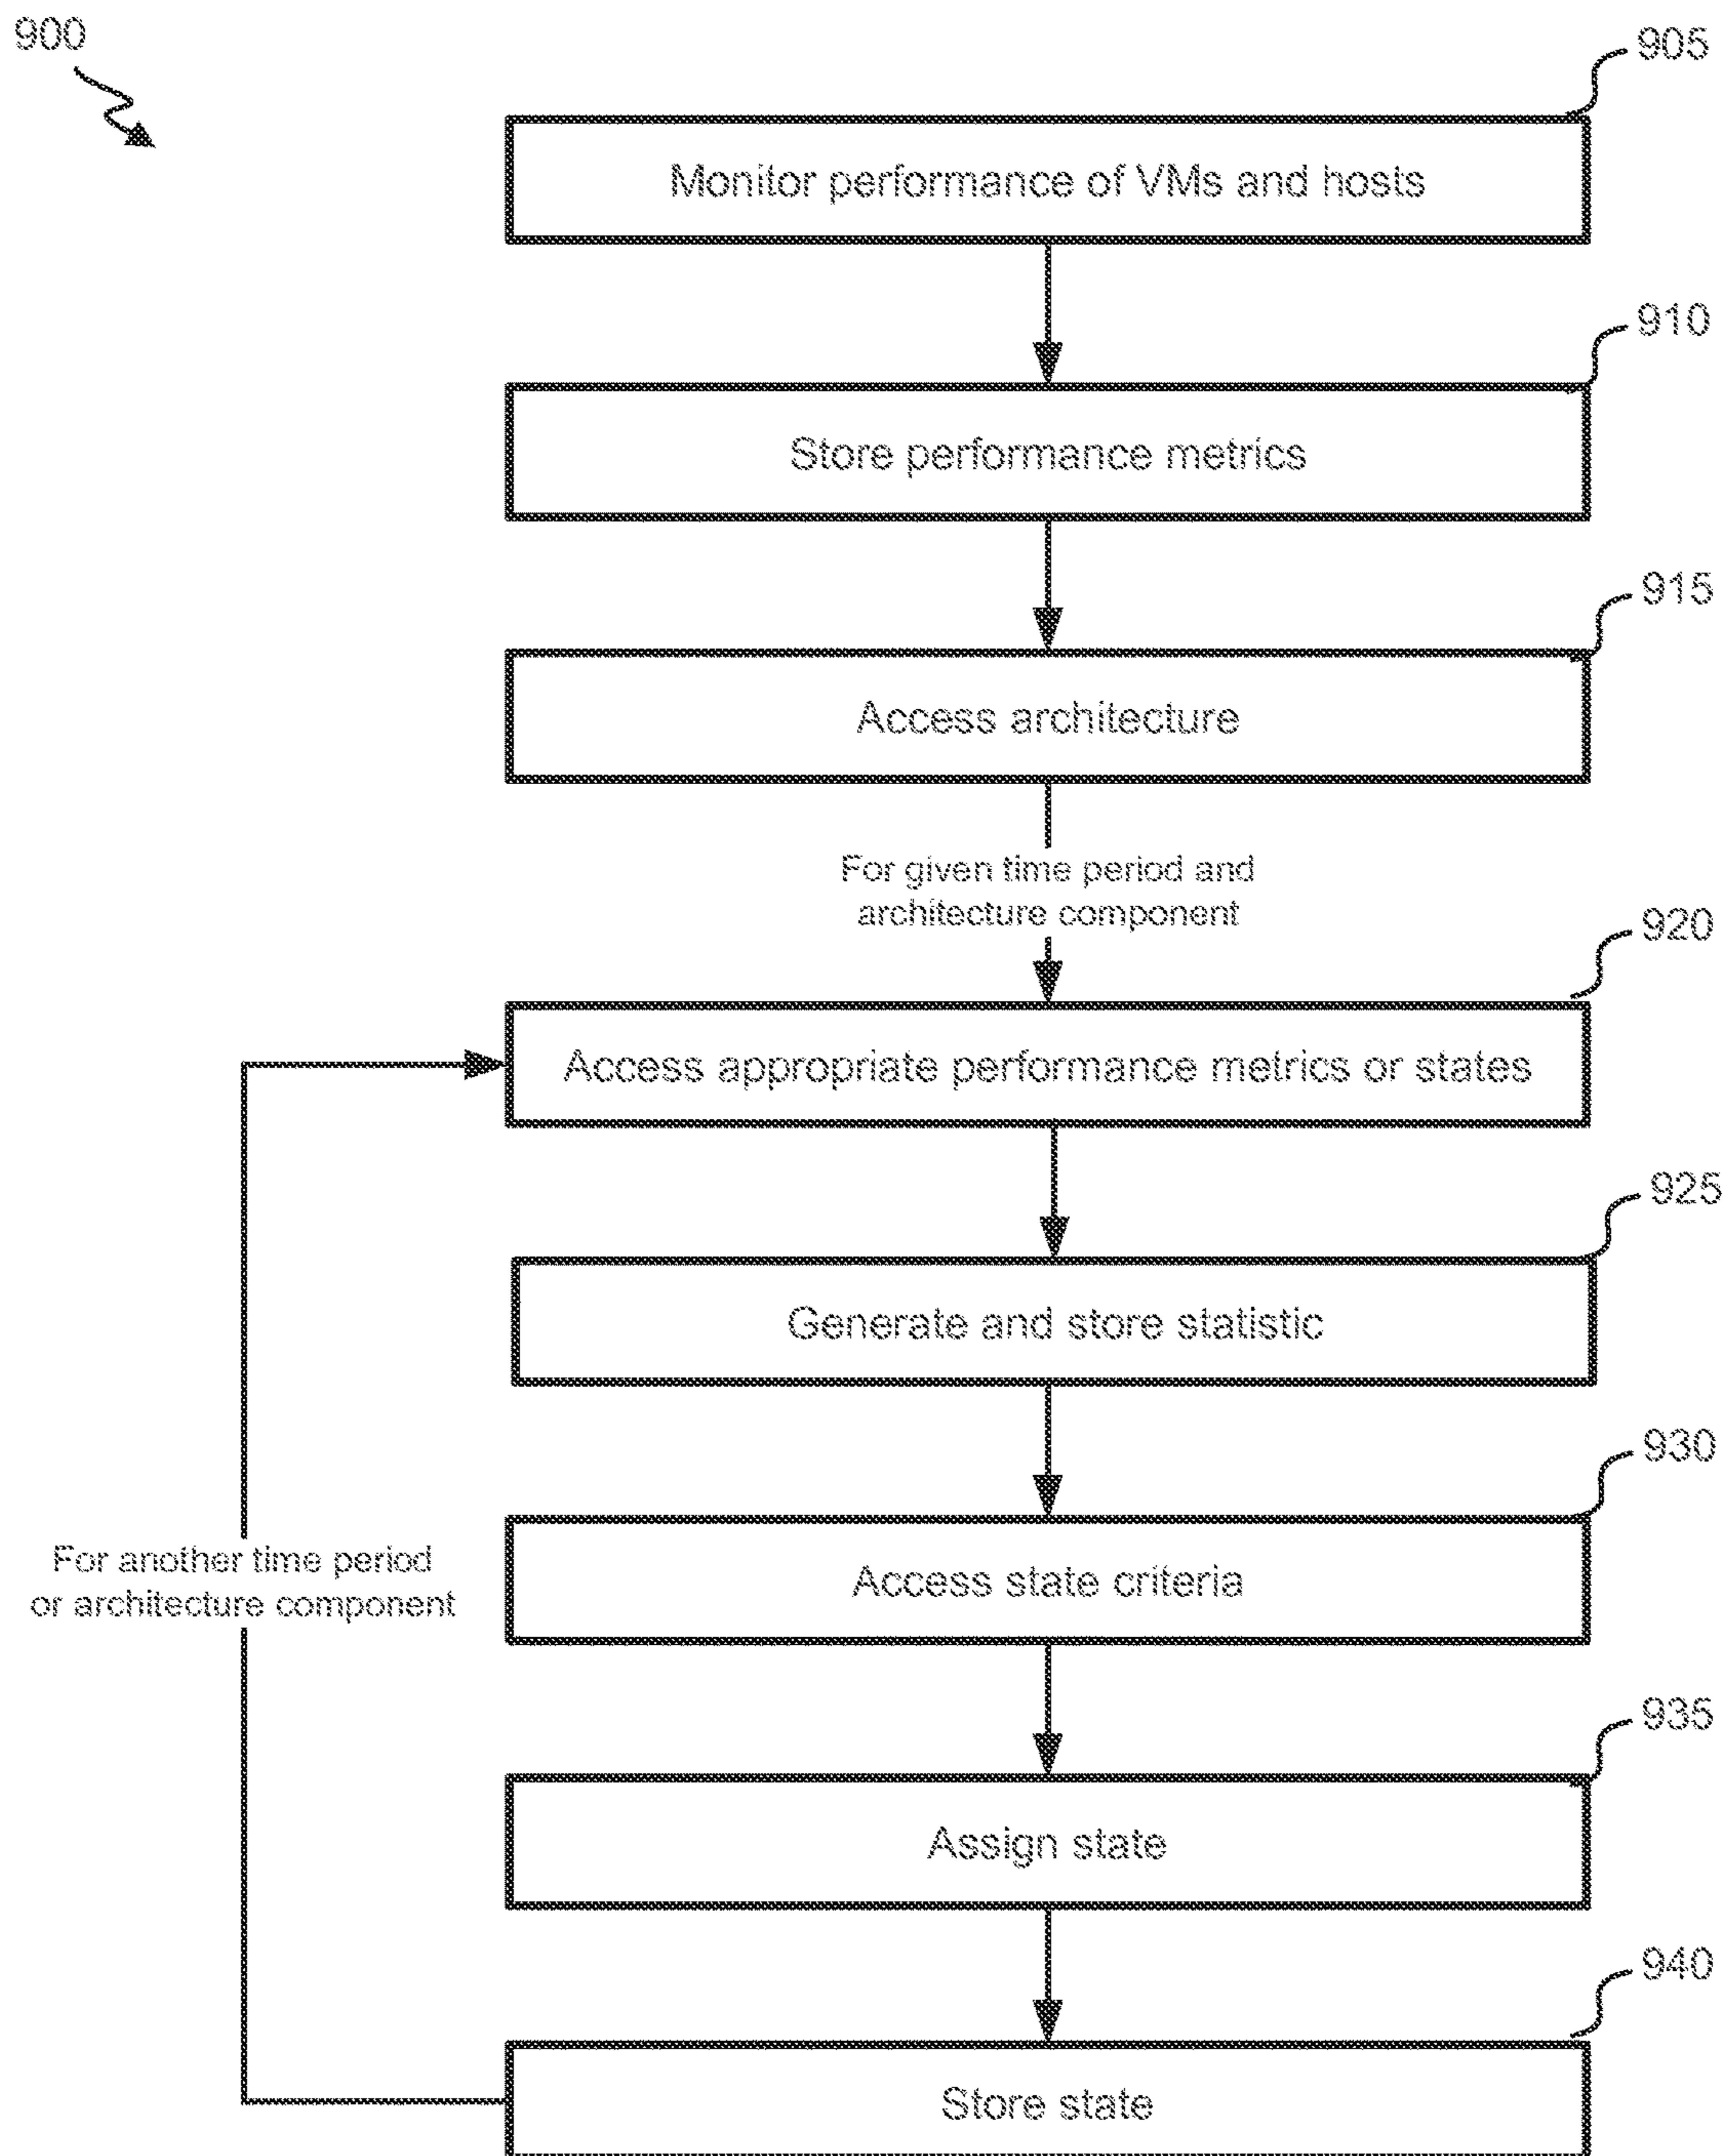 900
905
Monitor performance of VMs and hosts
910
Store performance metrics
915
Access architecture
For given time period and
architecture component
920
Access appropriate performance metrics or states
925
Generate and store statistic
930
Access state criteria
For another time period
or architecture component
935
Assign state
940
Store state